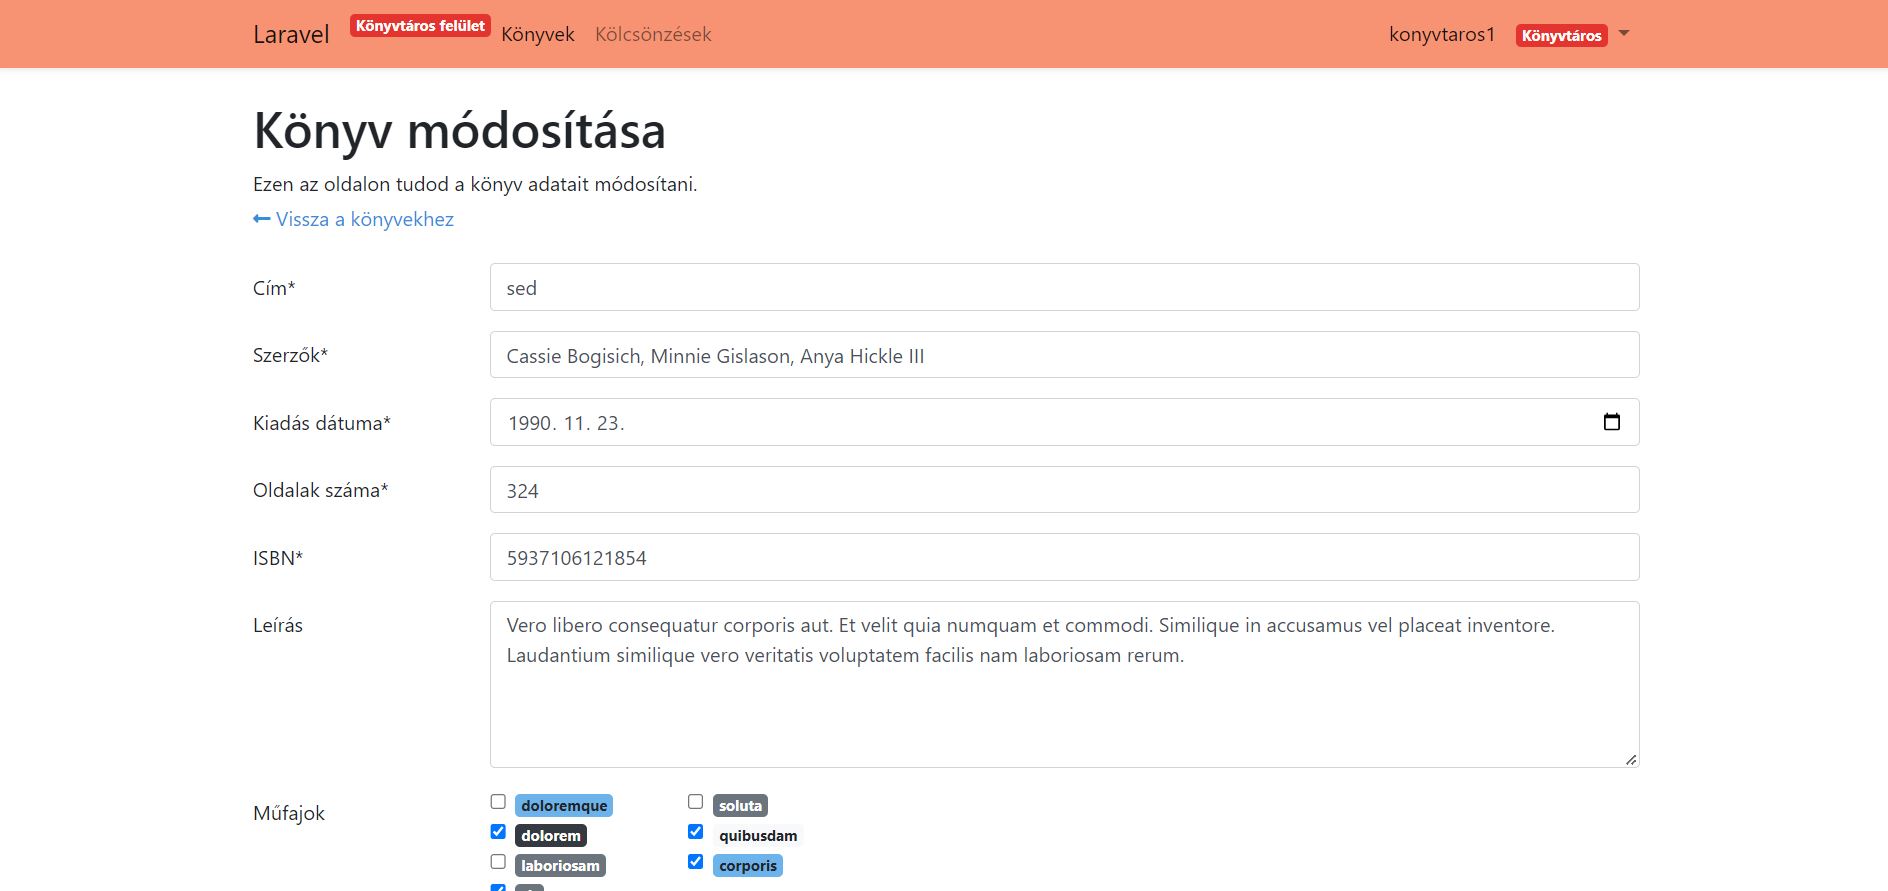 Laravel Könyvtáros felület Könyvek Kölcsönzések konyvtaros1 Könyvtáros
Könyv módosítása
Ezen az oldalon tudod a könyv adatait módosítani.
Vissza a könyvekhez
Cím* sed
Szerzők* Cassie Bogisich, Minnie Gislason, Anya Hickle III
Kiadás dátuma* 1990. 11. 23.
Oldalak száma* 324
ISBN* 5937106121854
Leírás Vero libero consequatur corporis aut. Et velit quia numquam et commodi. Similique in accusamus vel placeat inventore.
Laudantium similique vero veritatis voluptatem facilis nam laboriosam rerum.
Műfajok
doloremque soluta
dolorem quibusdam
laboriosam corporis